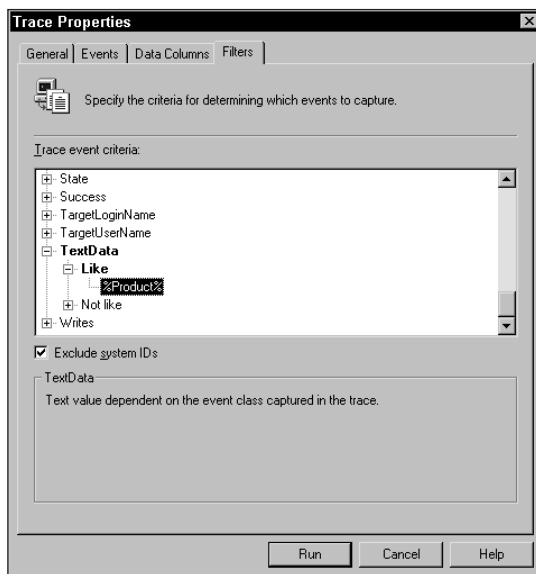 Trace Properties
General Events Data Columns Filters
Specify the criteria for determining which events to capture.
Trace event criteria:
State
Success
TargetLoginName
TargetUserName
TextData
Like
%Product%
Not like
Writes
Exclude system IDs
TextData
Text value dependent on the event class captured in the trace.
Run Cancel Help